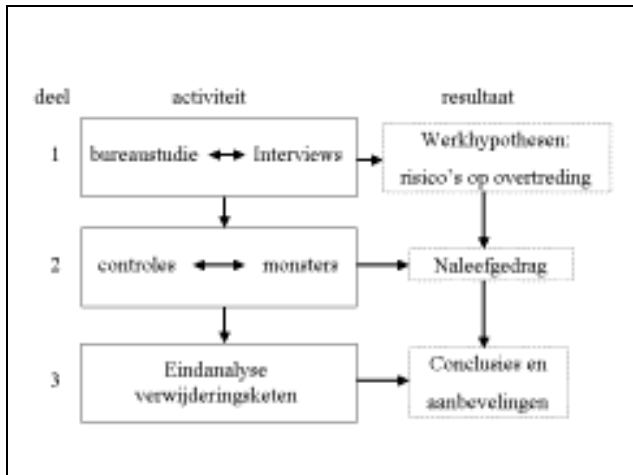 deel activiteit resultaat
1 bureaustudie Interviews Werkhypothesen:
risico's op overtreding
2 controles monsters Naleefgedrag
3 Eindanalyse
verwijderingsketen
Conclusies en
aanbevelingen